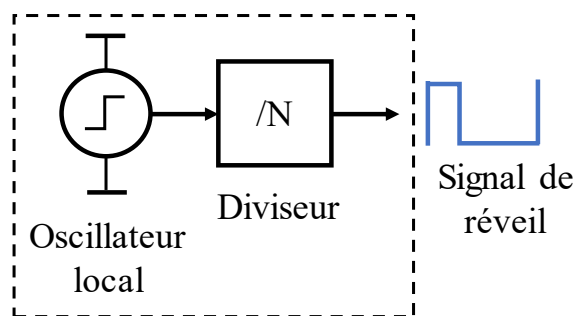 /N
Diviseur
Oscillateur
local
Signal de
réveil